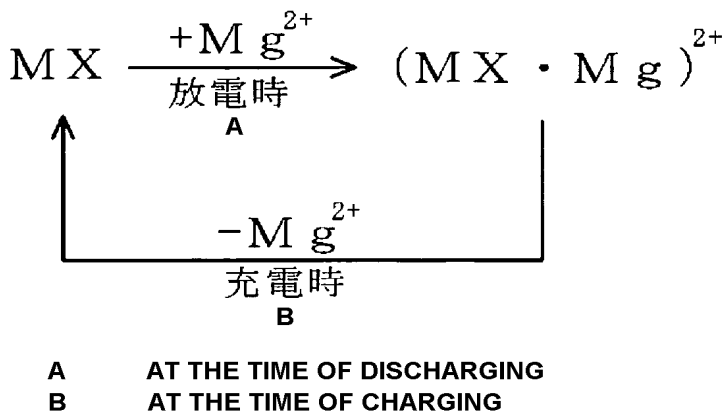 +Mg²⁺
MX → (MX・Mg)²⁺
放電時
A
−Mg²⁺
充電時
B
A AT THE TIME OF DISCHARGING
B AT THE TIME OF CHARGING